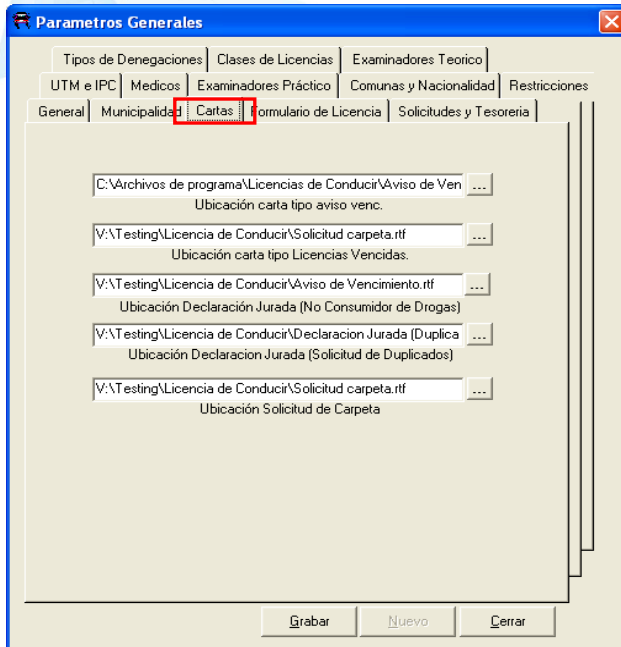 Parametros Generales
Tipos de Denegaciones Clases de Licencias Examinadores Teorico
UTM e IPC Medicos Examinadores Práctico Comunas y Nacionalidad Restricciones
General Municipalidad Cartas Formulario de Licencia Solicitudes y Tesoreria
C:\Archivos de programa\Licencias de Conducir\Aviso de Ven ...
Ubicación carta tipo aviso venc.
V:\Testing\Licencia de Conducir\Solicitud carpeta.rtf ...
Ubicación carta tipo Licencias Vencidas.
V:\Testing\Licencia de Conducir\Aviso de Vencimiento.rtf ...
Ubicación Declaración Jurada (No Consumidor de Drogas)
V:\Testing\Licencia de Conducir\Declaracion Jurada (Duplica ...
Ubicación Declaracion Jurada (Solicitud de Duplicados)
V:\Testing\Licencia de Conducir\Solicitud carpeta.rtf ...
Ubicación Solicitud de Carpeta
Grabar Nuevo Cerrar